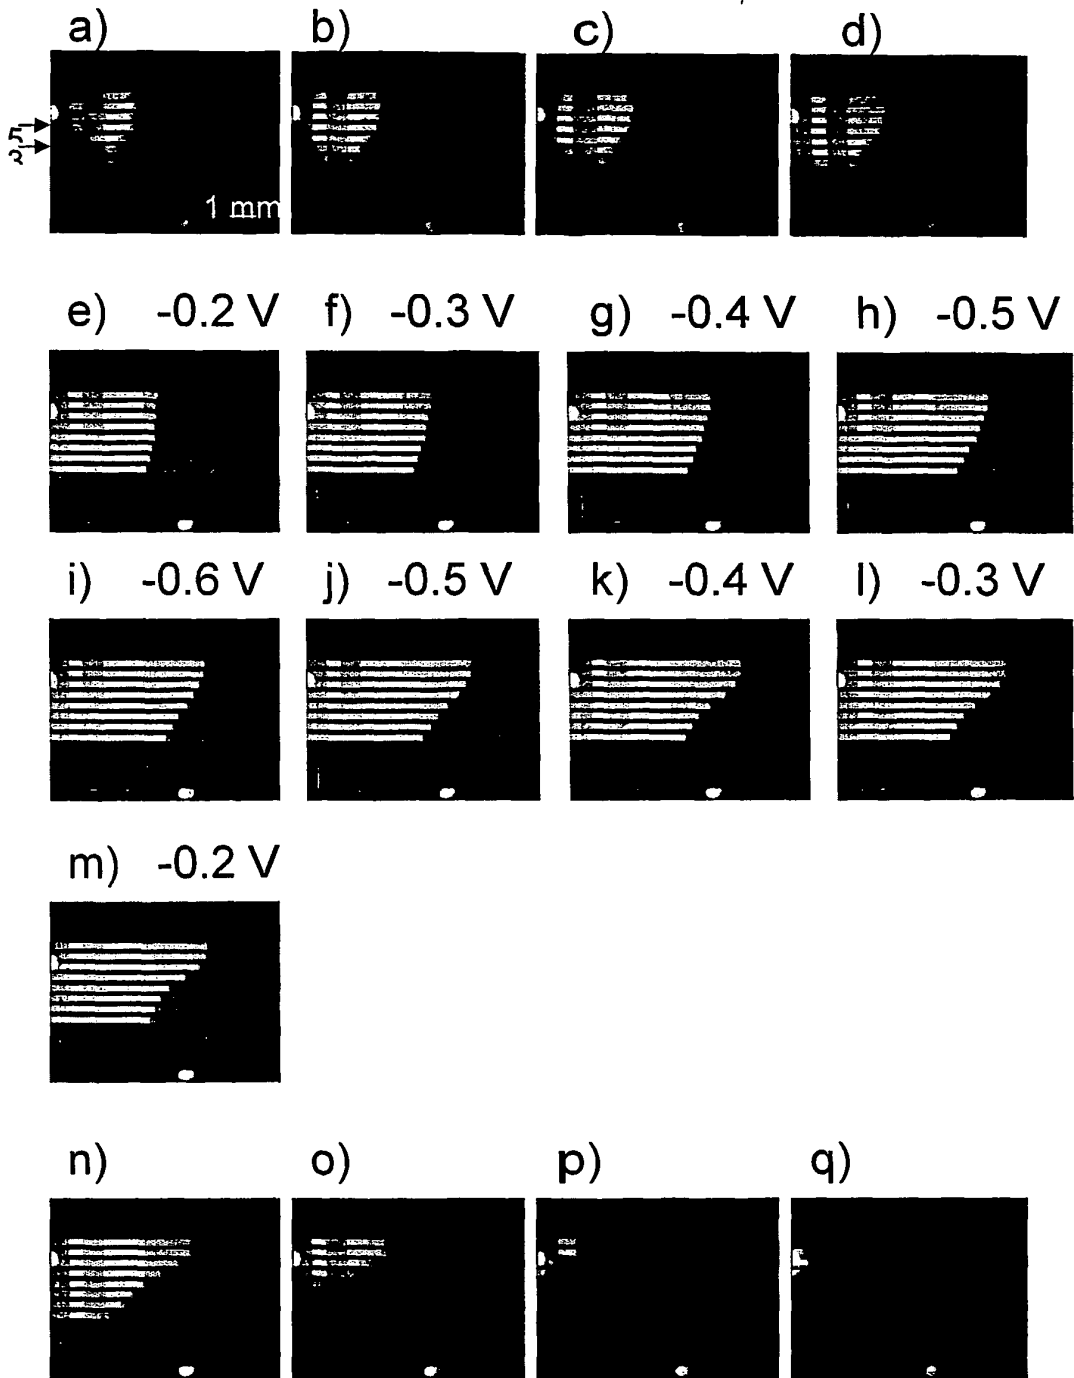 a) b) c) d)
1 mm
e) -0.2 V f) -0.3 V g) -0.4 V h) -0.5 V
i) -0.6 V j) -0.5 V k) -0.4 V l) -0.3 V
m) -0.2 V
n) o) p) q)